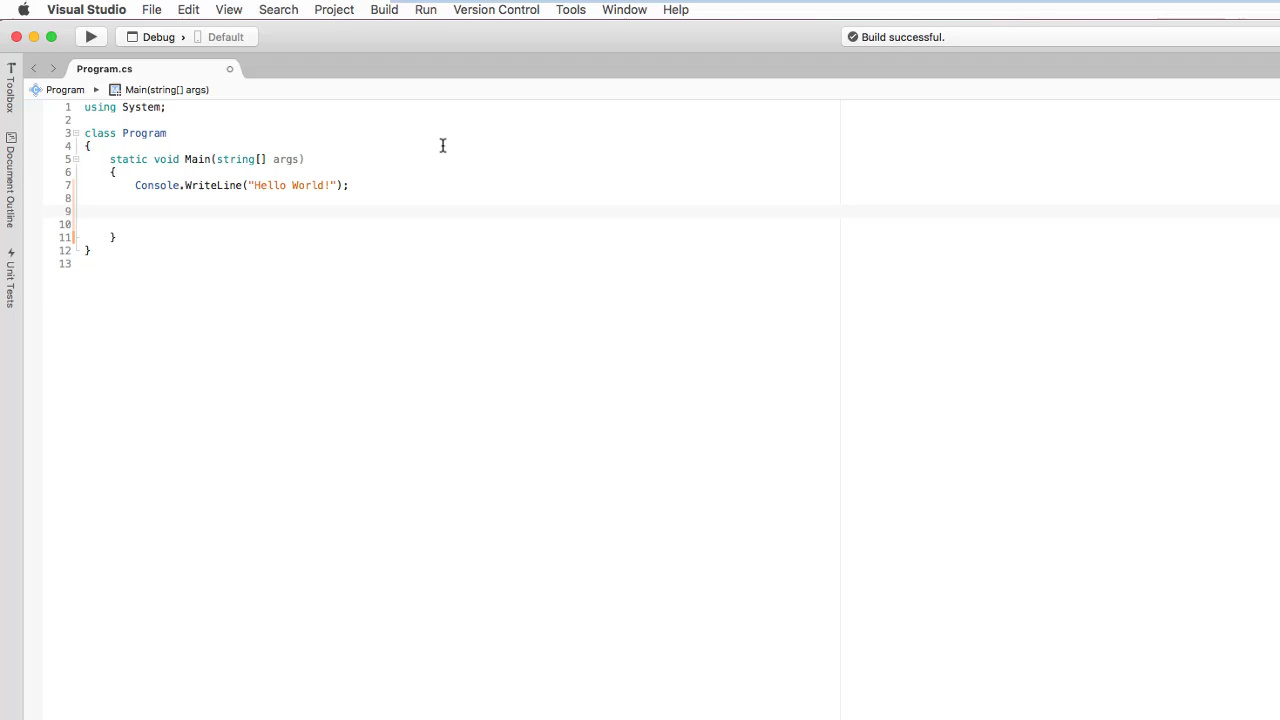 Visual Studio File Edit View Search Project Build Run Version Control Tools Window Help
Debug › Default
Build successful.
Program.cs
Program Main(string[] args)
Toolbox
Document Outline
Unit Tests
1 using System;
2
3 class Program
4 {
5 static void Main(string[] args)
6 {
7 Console.WriteLine("Hello World!");
8
9
10
11 }
12 }
13